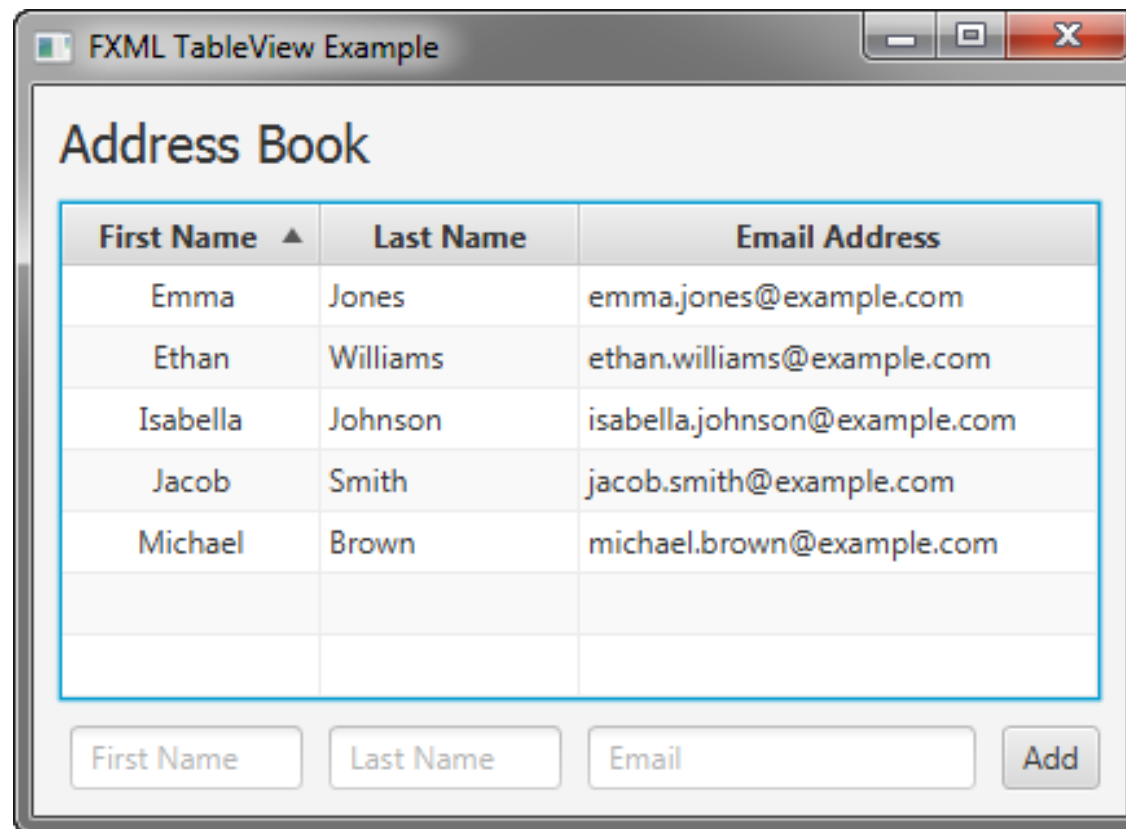 FXML TableView Example
Address Book
First Name Last Name Email Address
Emma Jones emma.jones@example.com
Ethan Williams ethan.williams@example.com
Isabella Johnson isabella.johnson@example.com
Jacob Smith jacob.smith@example.com
Michael Brown michael.brown@example.com
First Name Last Name Email Add